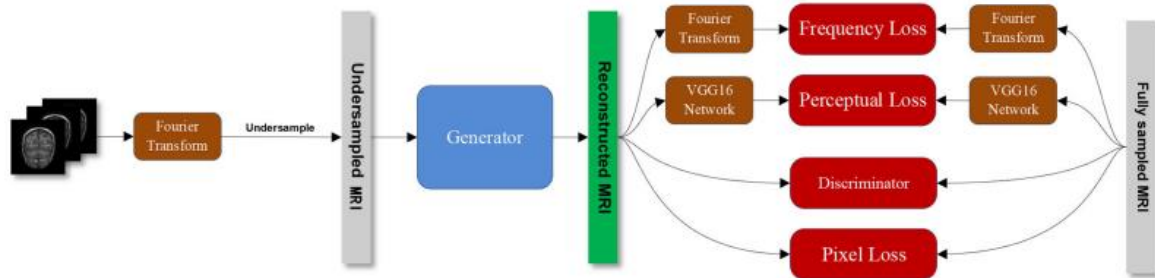 Fourier
Transform
Undersample
Undersampled MRI
Generator
Reconstructed MRI
Fourier
Transform
Frequency Loss
Fourier
Transform
VGG16
Network
Perceptual Loss
VGG16
Network
Discriminator
Pixel Loss
Fully sampled MRI